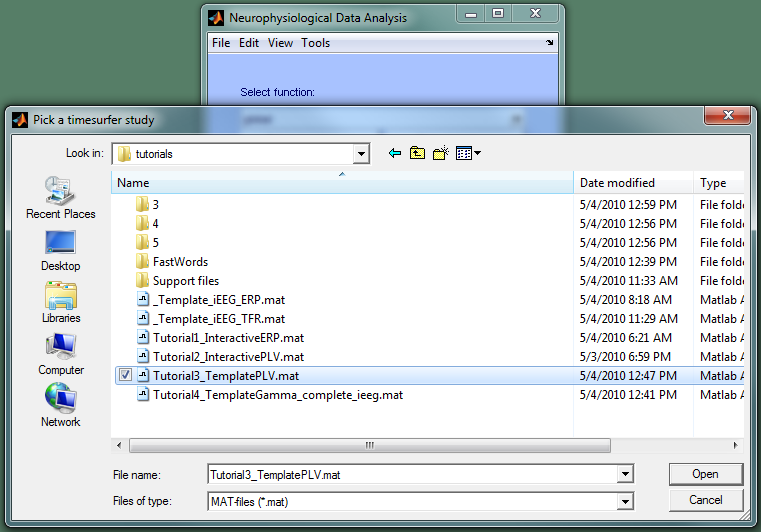 Neurophysiological Data Analysis
File Edit View Tools
Select function:
Pick a timesurfer study
Look in: tutorials
Name Date modified Type
3 5/4/2010 12:59 PM File folde
4 5/4/2010 12:56 PM File folde
5 5/4/2010 12:56 PM File folde
FastWords 5/4/2010 12:39 PM File folde
Support files 5/4/2010 11:33 AM File folde
_Template_iEEG_ERP.mat 5/4/2010 8:18 AM Matlab A
_Template_iEEG_TFR.mat 5/4/2010 11:29 AM Matlab A
Tutorial1_InteractiveERP.mat 5/4/2010 6:21 AM Matlab A
Tutorial2_InteractivePLV.mat 5/3/2010 6:59 PM Matlab A
Tutorial3_TemplatePLV.mat 5/4/2010 12:47 PM Matlab A
Tutorial4_TemplateGamma_complete_ieeg.mat 5/4/2010 12:41 PM Matlab A
Recent Places
Desktop
Libraries
Computer
Network
File name: Tutorial3_TemplatePLV.mat Open
Files of type: MAT-files (*.mat) Cancel